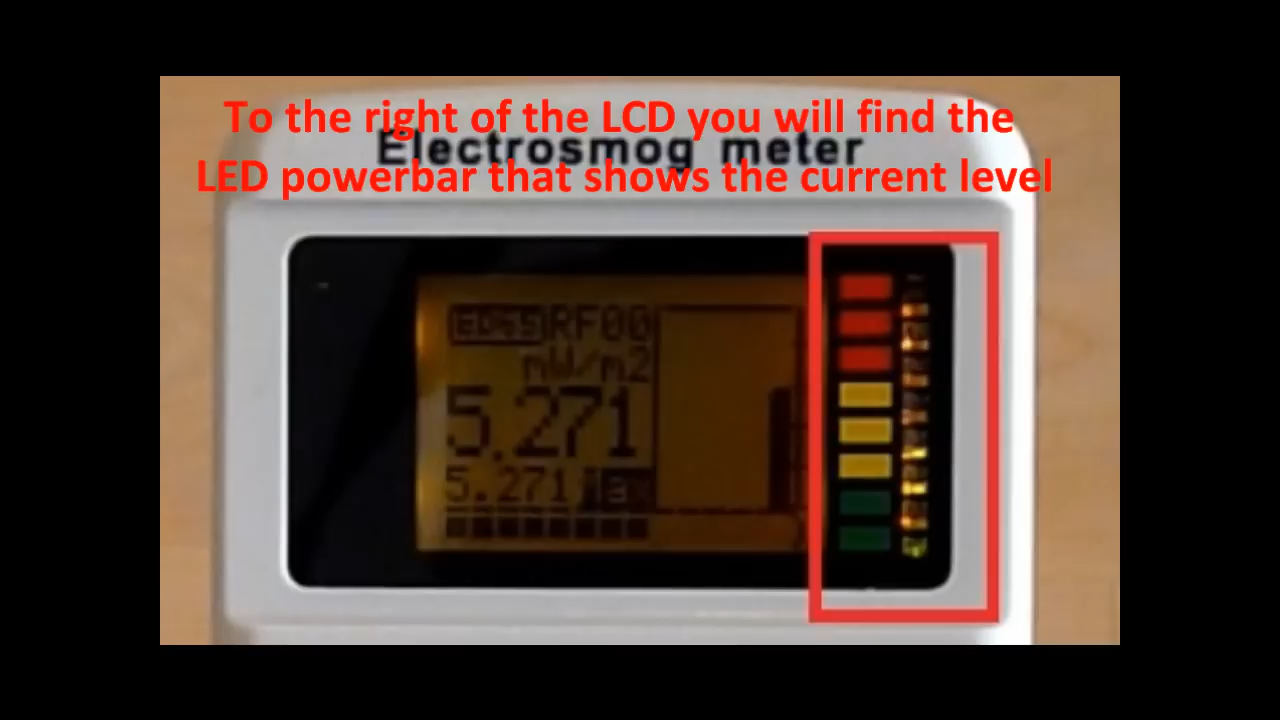 To the right of the LCD you will find the
Electrosmog meter
LED powerbar that shows the current level
RF00
mW/m2
5.271
5.271